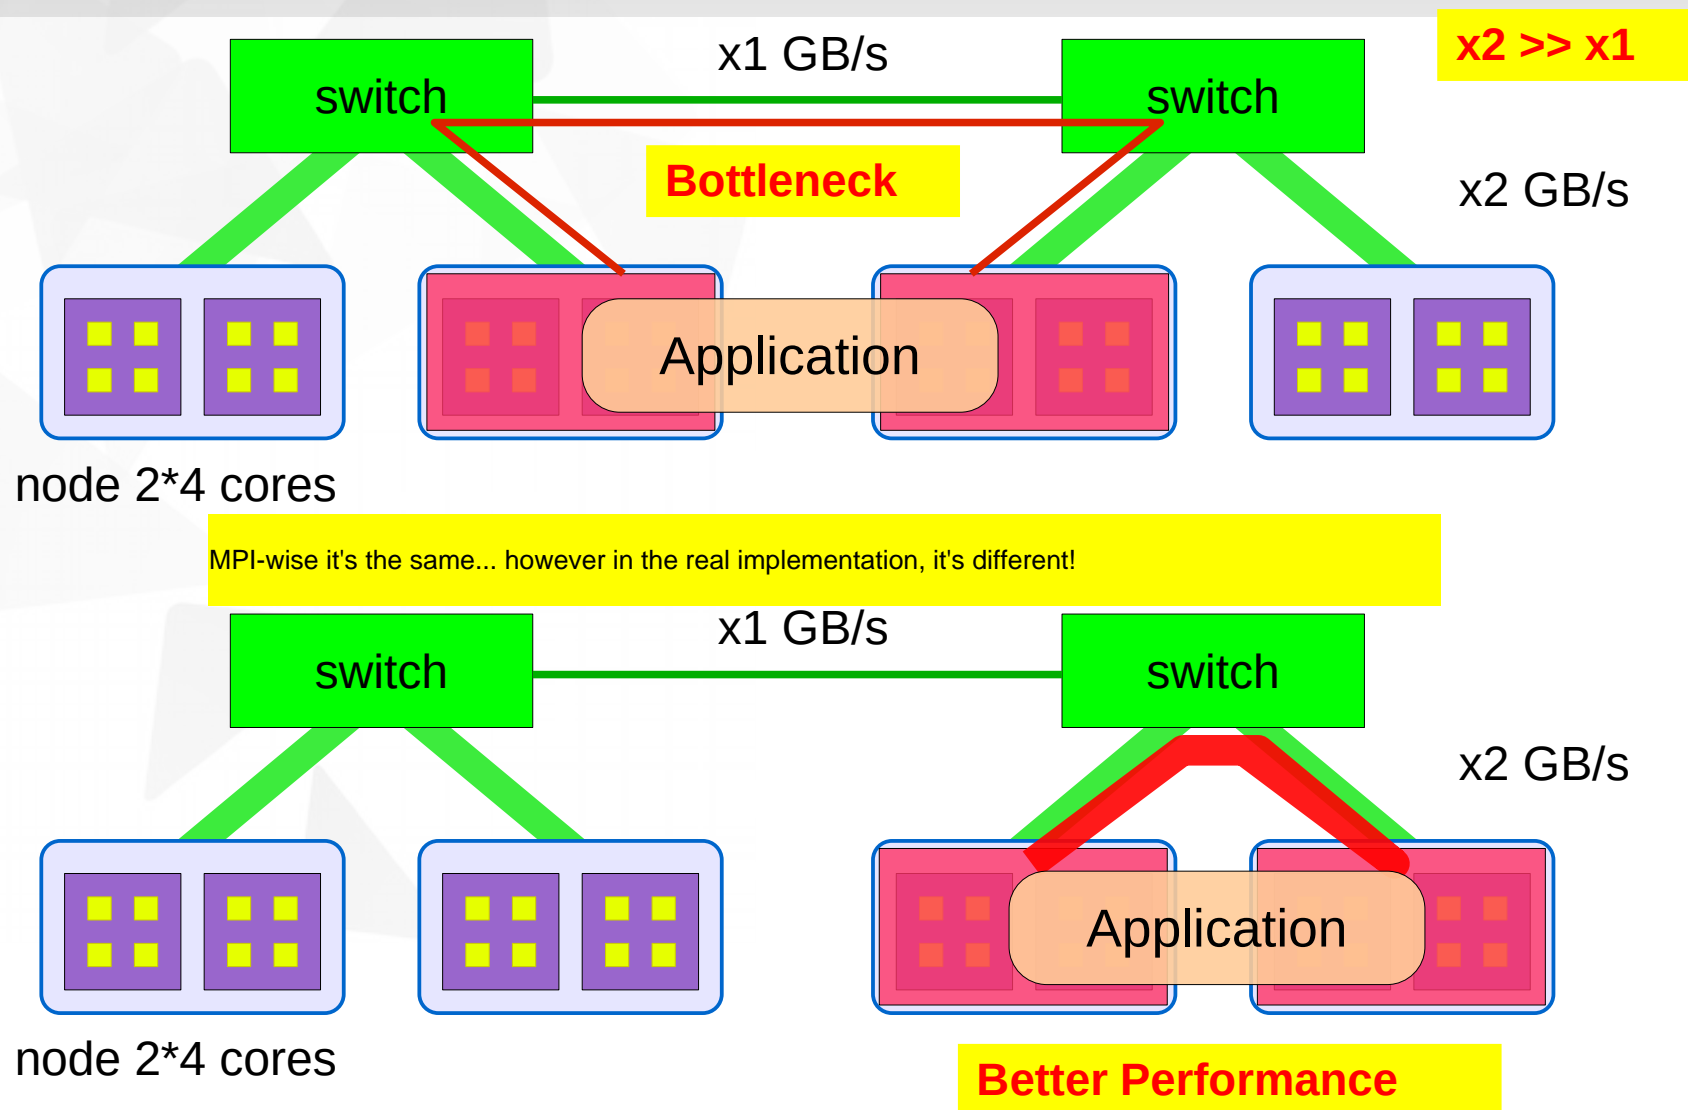 x1 GB/s
x2 >> x1
switch
switch
Bottleneck
x2 GB/s
Application
node 2*4 cores
MPI-wise it's the same... however in the real implementation, it's different!
x1 GB/s
switch
switch
x2 GB/s
Application
node 2*4 cores
Better Performance